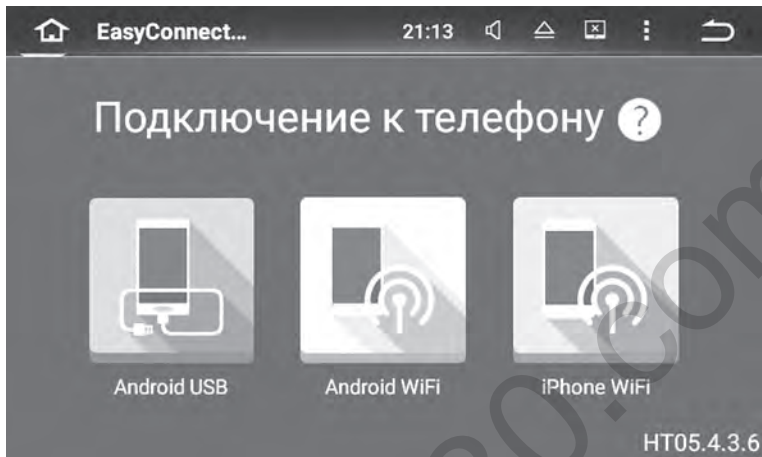 EasyConnect... 21:13
Подключение к телефону ?
Android USB Android WiFi iPhone WiFi
HT05.4.3.6